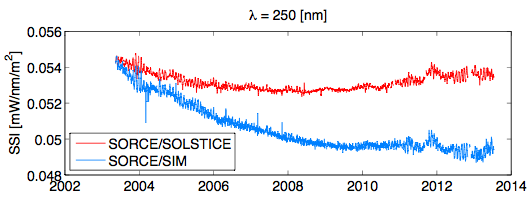 λ = 250 [nm]
SSI [mW/nm/m²]
0.056
0.054
0.052
0.05
0.048
SORCE/SOLSTICE
SORCE/SIM
2002 2004 2006 2008 2010 2012 2014